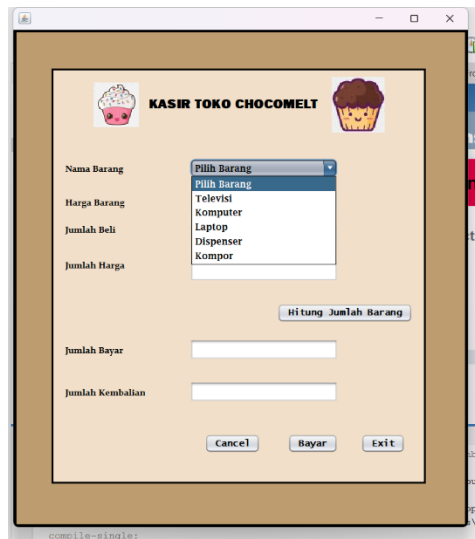 KASIR TOKO CHOCOMELT
Nama Barang
Pilih Barang
Pilih Barang
Televisi
Komputer
Laptop
Dispenser
Kompor
Harga Barang
Jumlah Beli
Jumlah Harga
Hitung Jumlah Barang
Jumlah Bayar
Jumlah Kembalian
Cancel Bayar Exit
compile-single: